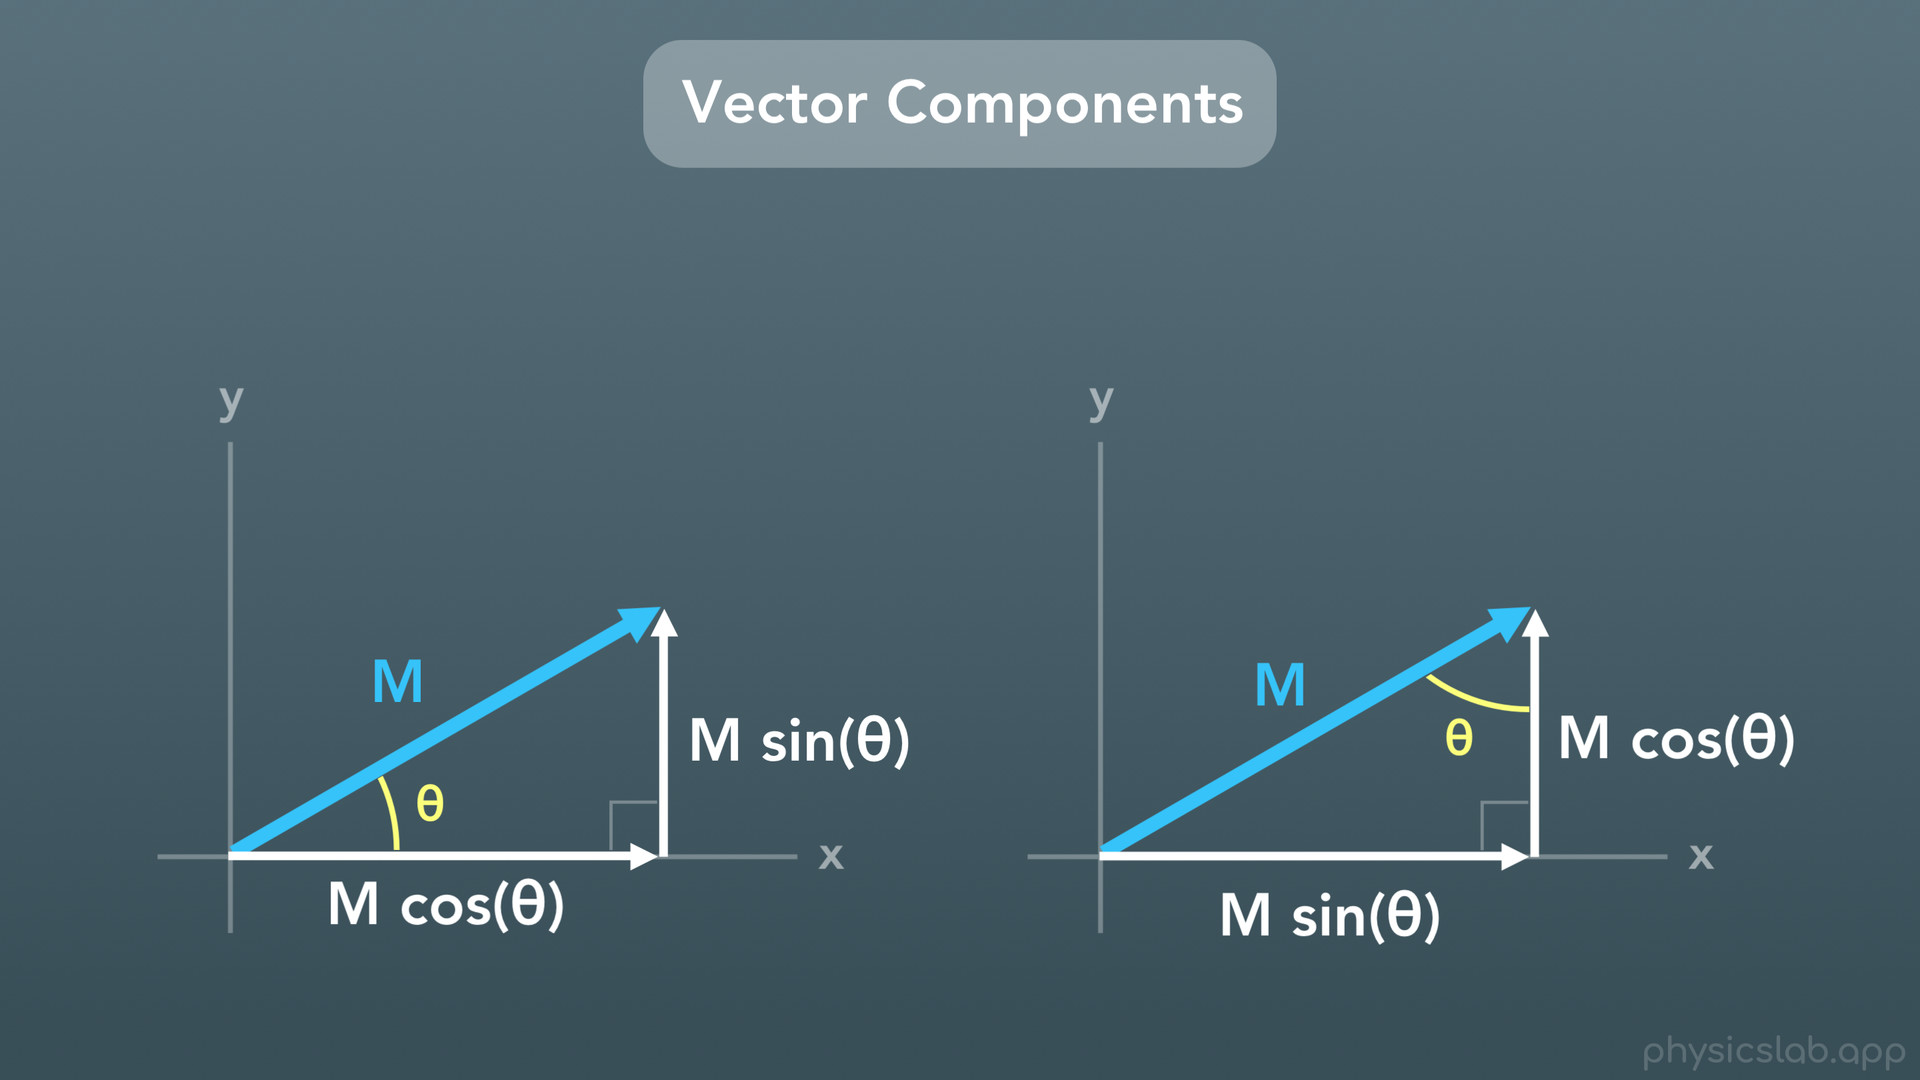 Vector Components
y
M
θ
M sin(θ)
x
M cos(θ)
y
M
θ
M cos(θ)
x
M sin(θ)
physicslab.app